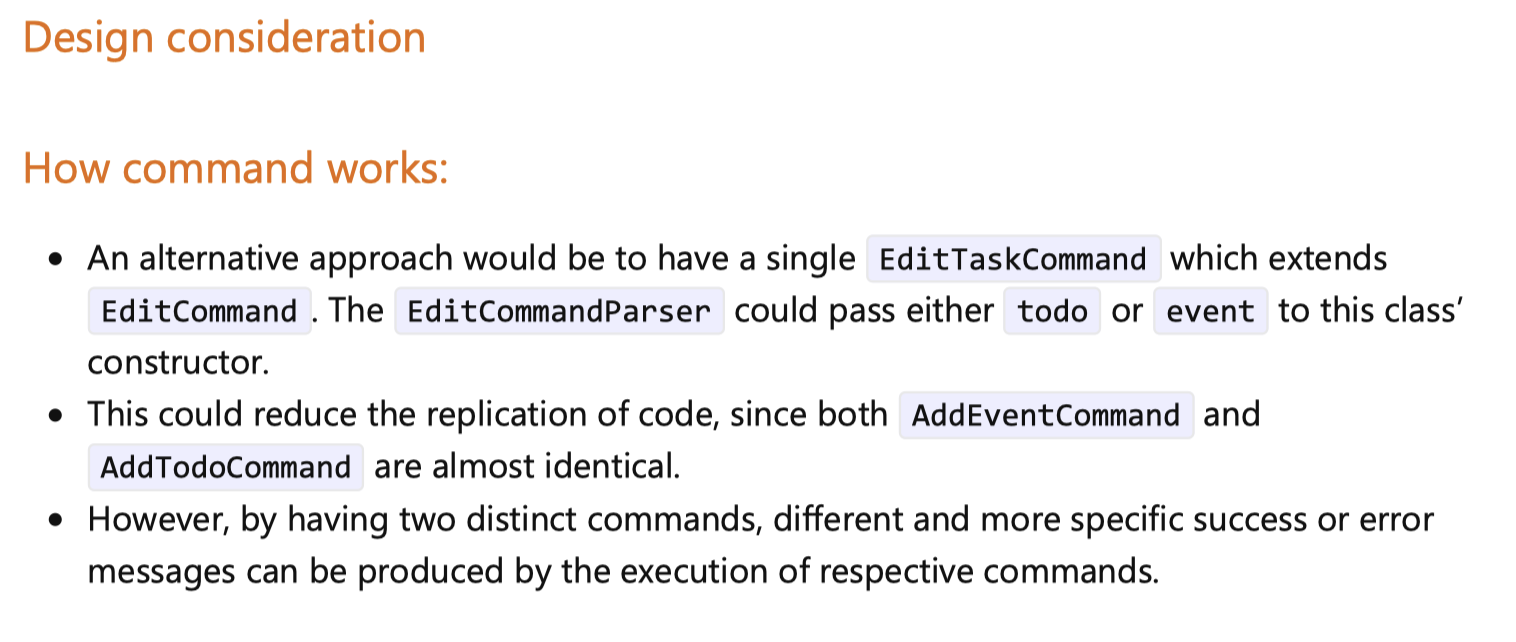 Design consideration
How command works:
• An alternative approach would be to have a single EditTaskCommand which extends
EditCommand. The EditCommandParser could pass either todo or event to this class’
constructor.
• This could reduce the replication of code, since both AddEventCommand and
AddTodoCommand are almost identical.
• However, by having two distinct commands, different and more specific success or error
messages can be produced by the execution of respective commands.